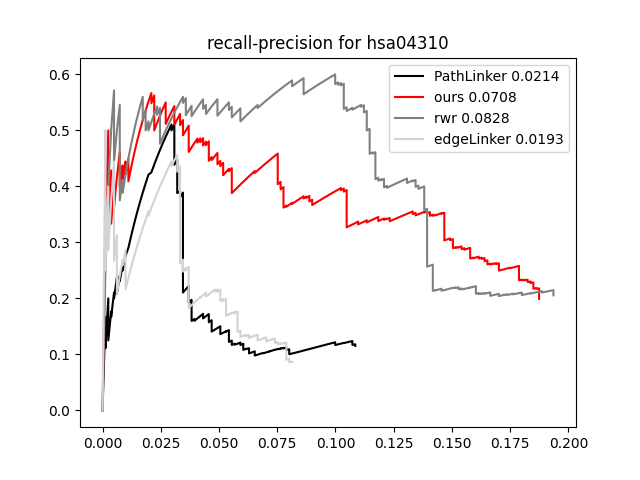 recall-precision for hsa04310
PathLinker 0.0214
ours 0.0708
rwr 0.0828
edgeLinker 0.0193
0.6
0.5
0.4
0.3
0.2
0.1
0.0
0.000 0.025 0.050 0.075 0.100 0.125 0.150 0.175 0.200